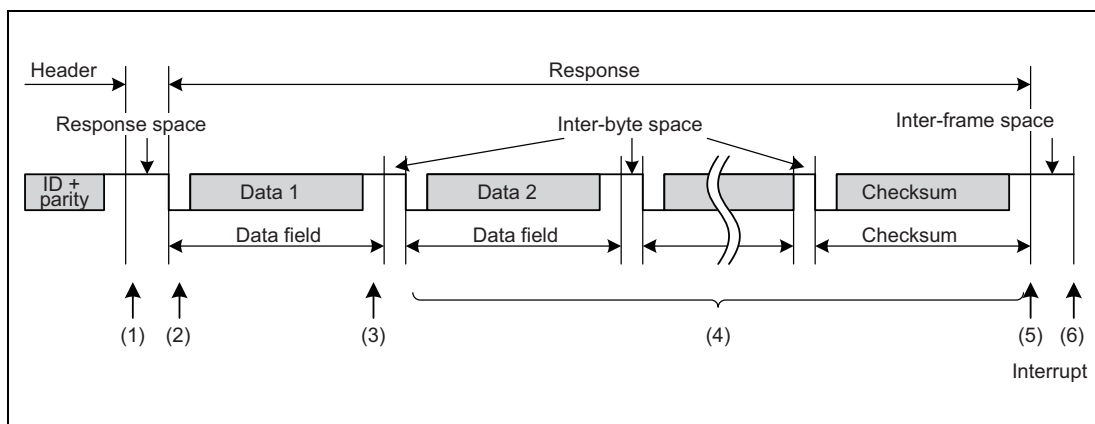 Header
Response
Response space
Inter-byte space
Inter-frame space
ID +
parity
Data 1
Data 2
Checksum
Data field
Data field
Checksum
(1)
(2)
(3)
(4)
(5)
(6)
Interrupt